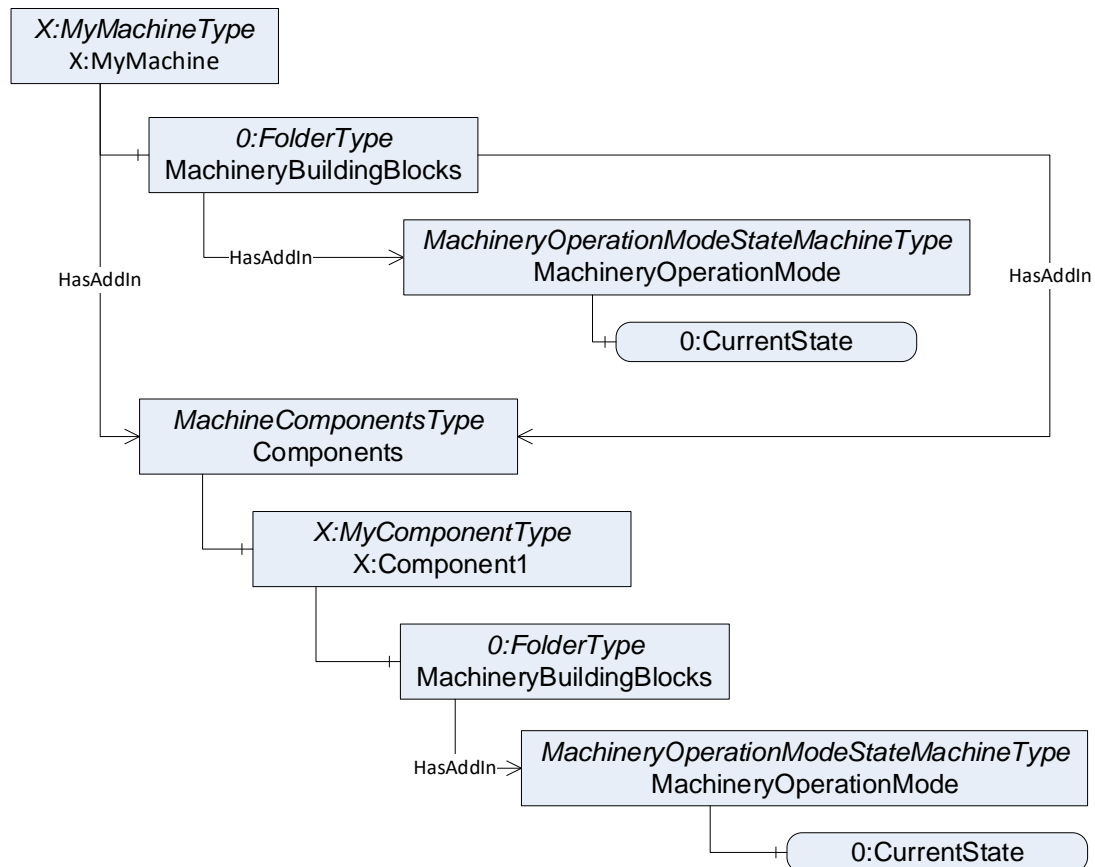 X:MyMachineType
X:MyMachine
0:FolderType
MachineryBuildingBlocks
HasAddIn
MachineryOperationModeStateMachineType
MachineryOperationMode
HasAddIn
HasAddIn
0:CurrentState
MachineComponentsType
Components
X:MyComponentType
X:Component1
0:FolderType
MachineryBuildingBlocks
HasAddIn
MachineryOperationModeStateMachineType
MachineryOperationMode
0:CurrentState